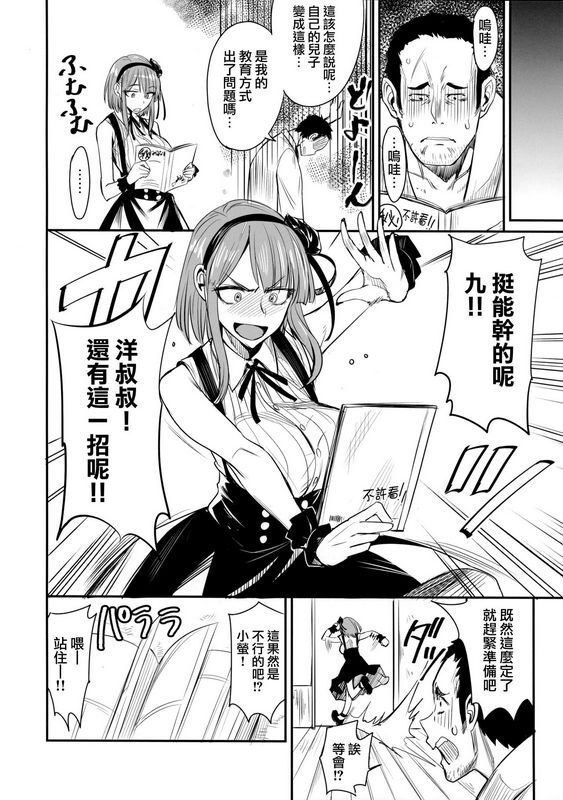 嗚哇…
嗚哇…
秘
不許看!!
這該怎麼說呢…
自己的兒子
變成這樣…
是我的
教育方式
出了問題嗎…
どよーん
ふむふむ
…
挺能幹的呢
九!!
不許看!!
洋叔叔！
還有這一招呢!!
既然這麼定了
就趕緊準備吧
誒
等會!?
這果然是
不行的吧!?
小螢！
パララ
喂—
站住—!!